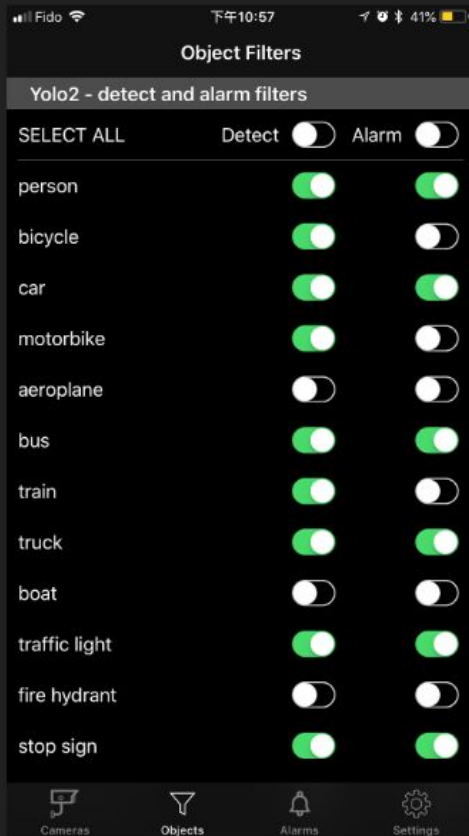 Fido 下午10:57 41%
Object Filters
Yolo2 - detect and alarm filters
SELECT ALL Detect Alarm
person
bicycle
car
motorbike
aeroplane
bus
train
truck
boat
traffic light
fire hydrant
stop sign
Cameras Objects Alarms Settings